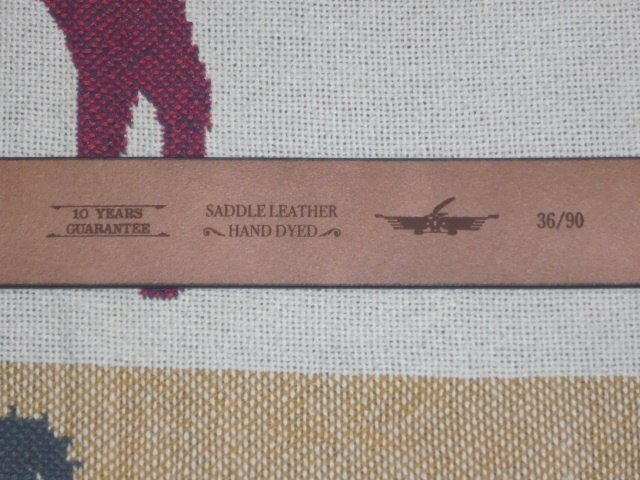 10 YEARS
GUARANTEE
SADDLE LEATHER
HAND DYED
36/90